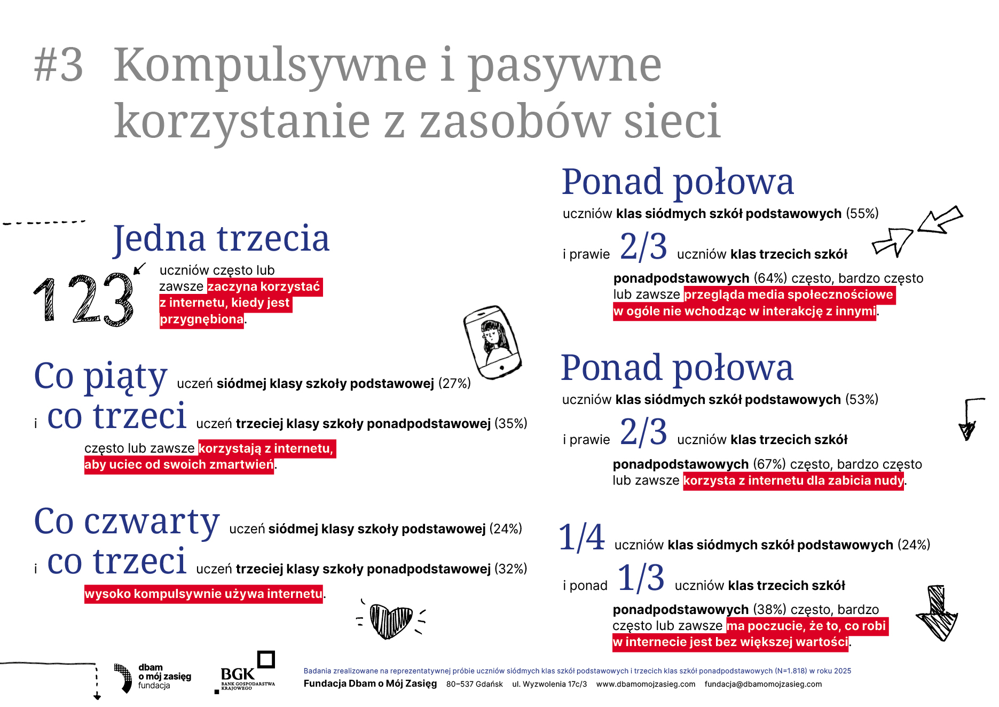 #3 Kompulsywne i pasywne
korzystanie z zasobów sieci
Jedna trzecia
123
uczniów często lub
zawsze zaczyna korzystać
z internetu, kiedy jest
przygnębiona.
Co piąty uczeń siódmej klasy szkoły podstawowej (27%)
i co trzeci uczeń trzeciej klasy szkoły ponadpodstawowej (35%)
często lub zawsze korzystają z internetu,
aby uciec od swoich zmartwień.
Co czwarty uczeń siódmej klasy szkoły podstawowej (24%)
i co trzeci uczeń trzeciej klasy szkoły ponadpodstawowej (32%)
wysoko kompulsywnie używa internetu.
Ponad połowa
uczniów klas siódmych szkół podstawowych (55%)
i prawie 2/3 uczniów klas trzecich szkół
ponadpodstawowych (64%) często, bardzo często
lub zawsze przegląda media społecznościowe
w ogóle nie wchodząc w interakcję z innymi.
Ponad połowa
uczniów klas siódmych szkół podstawowych (53%)
i prawie 2/3 uczniów klas trzecich szkół
ponadpodstawowych (67%) często, bardzo często
lub zawsze korzysta z internetu dla zabicia nudy.
1/4 uczniów klas siódmych szkół podstawowych (24%)
i ponad 1/3 uczniów klas trzecich szkół
ponadpodstawowych (38%) często, bardzo
często lub zawsze ma poczucie, że to, co robi
w internecie jest bez większej wartości.
dbam
o mój zasięg
fundacja
BGK
BANK GOSPODARSTWA
KRAJOWEGO
Badania zrealizowane na reprezentatywnej próbie uczniów siódmych klas szkół podstawowych i trzecich klas szkół ponadpodstawowych (N=1.818) w roku 2025
Fundacja Dbam o Mój Zasięg 80–537 Gdańsk ul. Wyzwolenia 17c/3 www.dbamomojzasieg.com fundacja@dbamomojzasieg.com